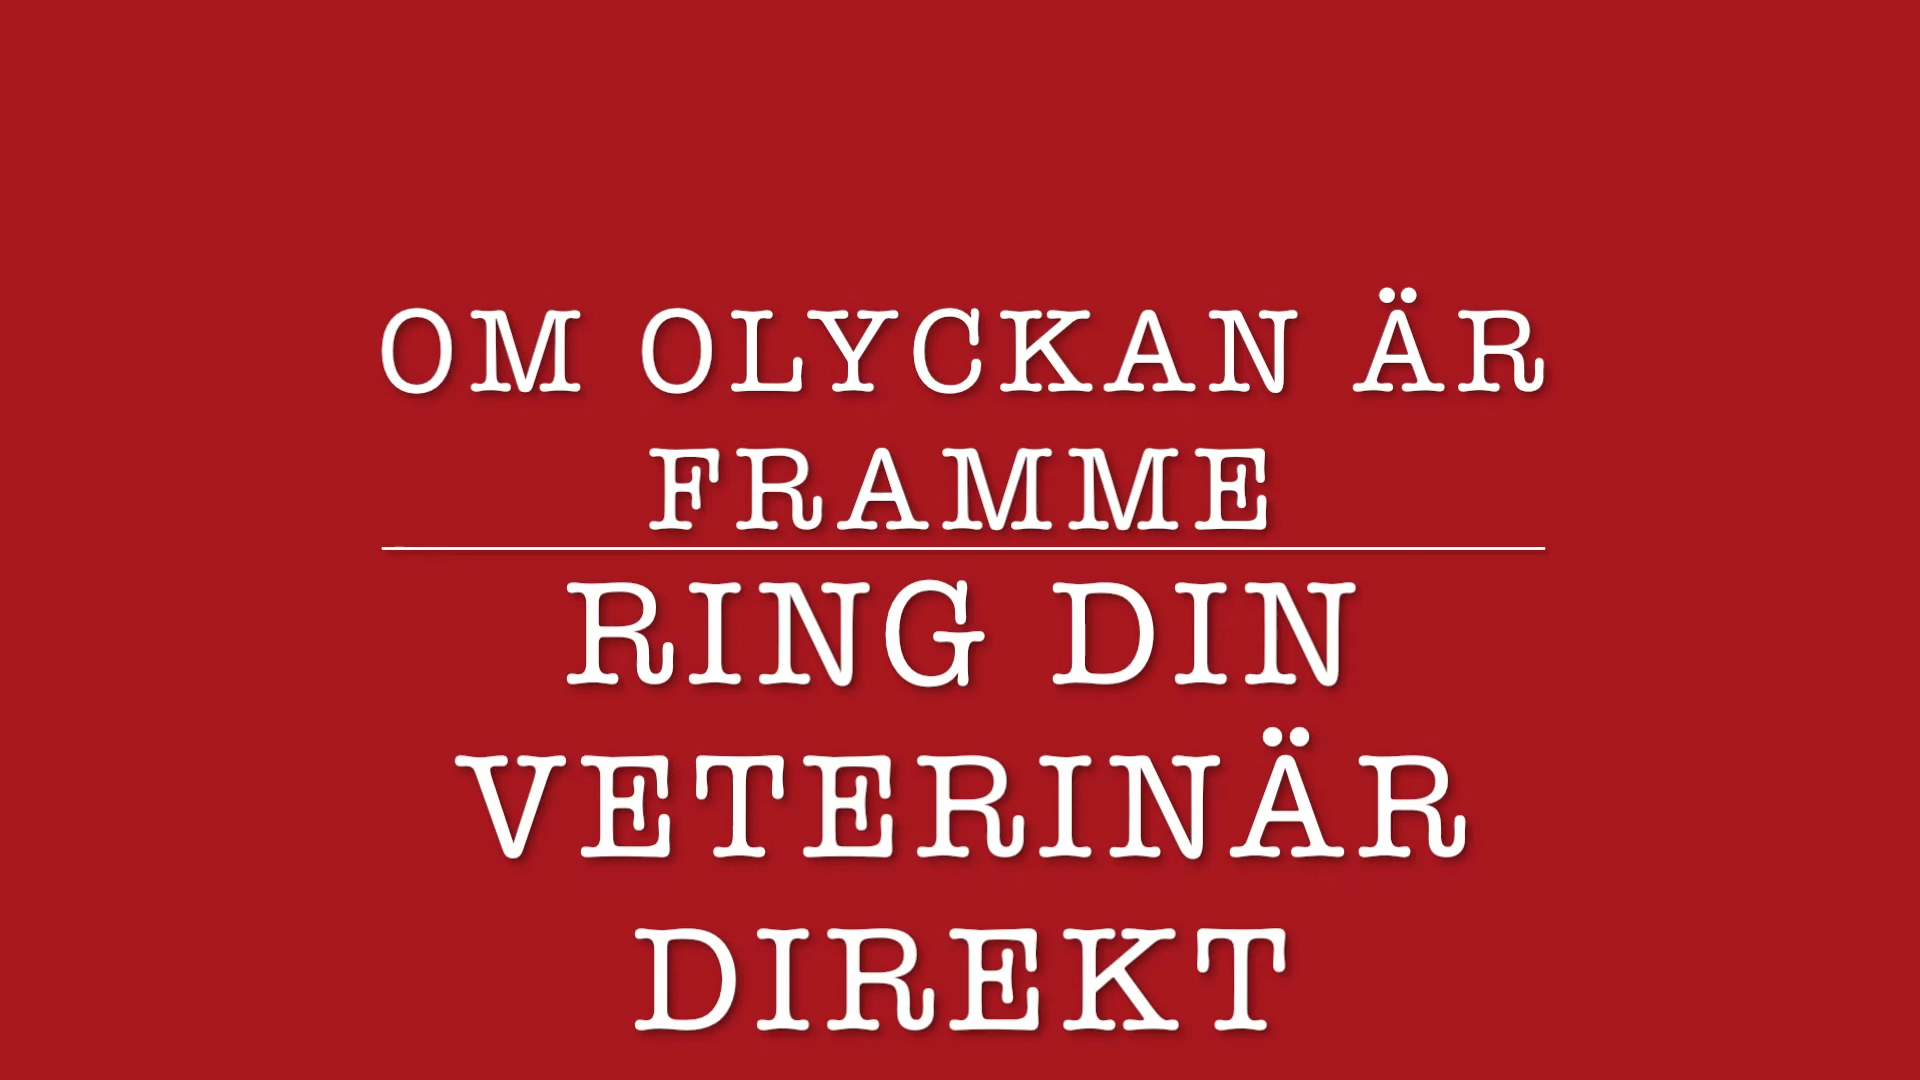 OM OLYCKAN ÄR
FRAMME
RING DIN
VETERINÄR
DIREKT